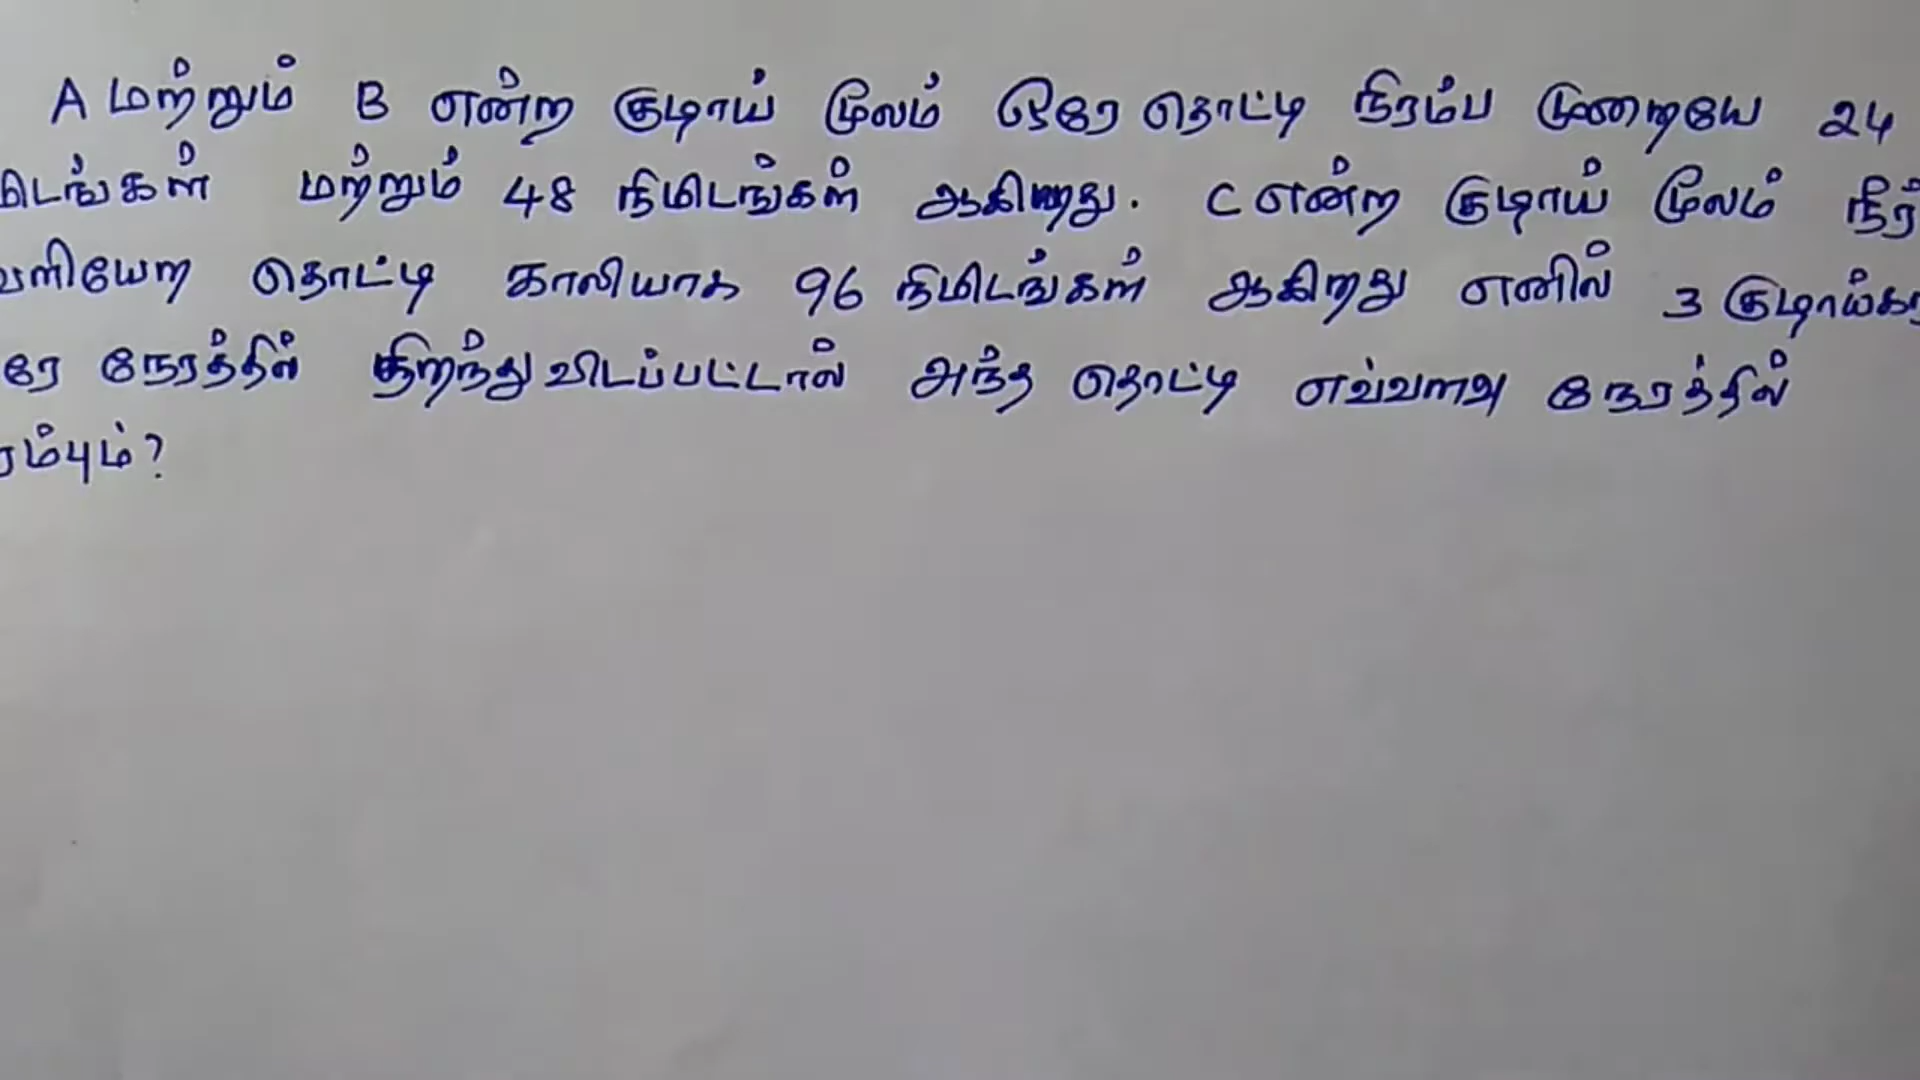 A மற்றும் B என்ற குழாய் மூலம் ஒரே தொட்டி நிரம்ப முறையே 24
மிடங்கள் மற்றும் 48 நிமிடங்கள் ஆகிறது. C என்ற குழாய் மூலம் நீர்
வளியேற தொட்டி காலியாக 96 நிமிடங்கள் ஆகிறது எனில் 3 குழாய்கள்
ரே நேரத்தில் திறந்து விடப்பட்டால் அந்த தொட்டி எவ்வளவு நேரத்தில்
ரம்பும்?